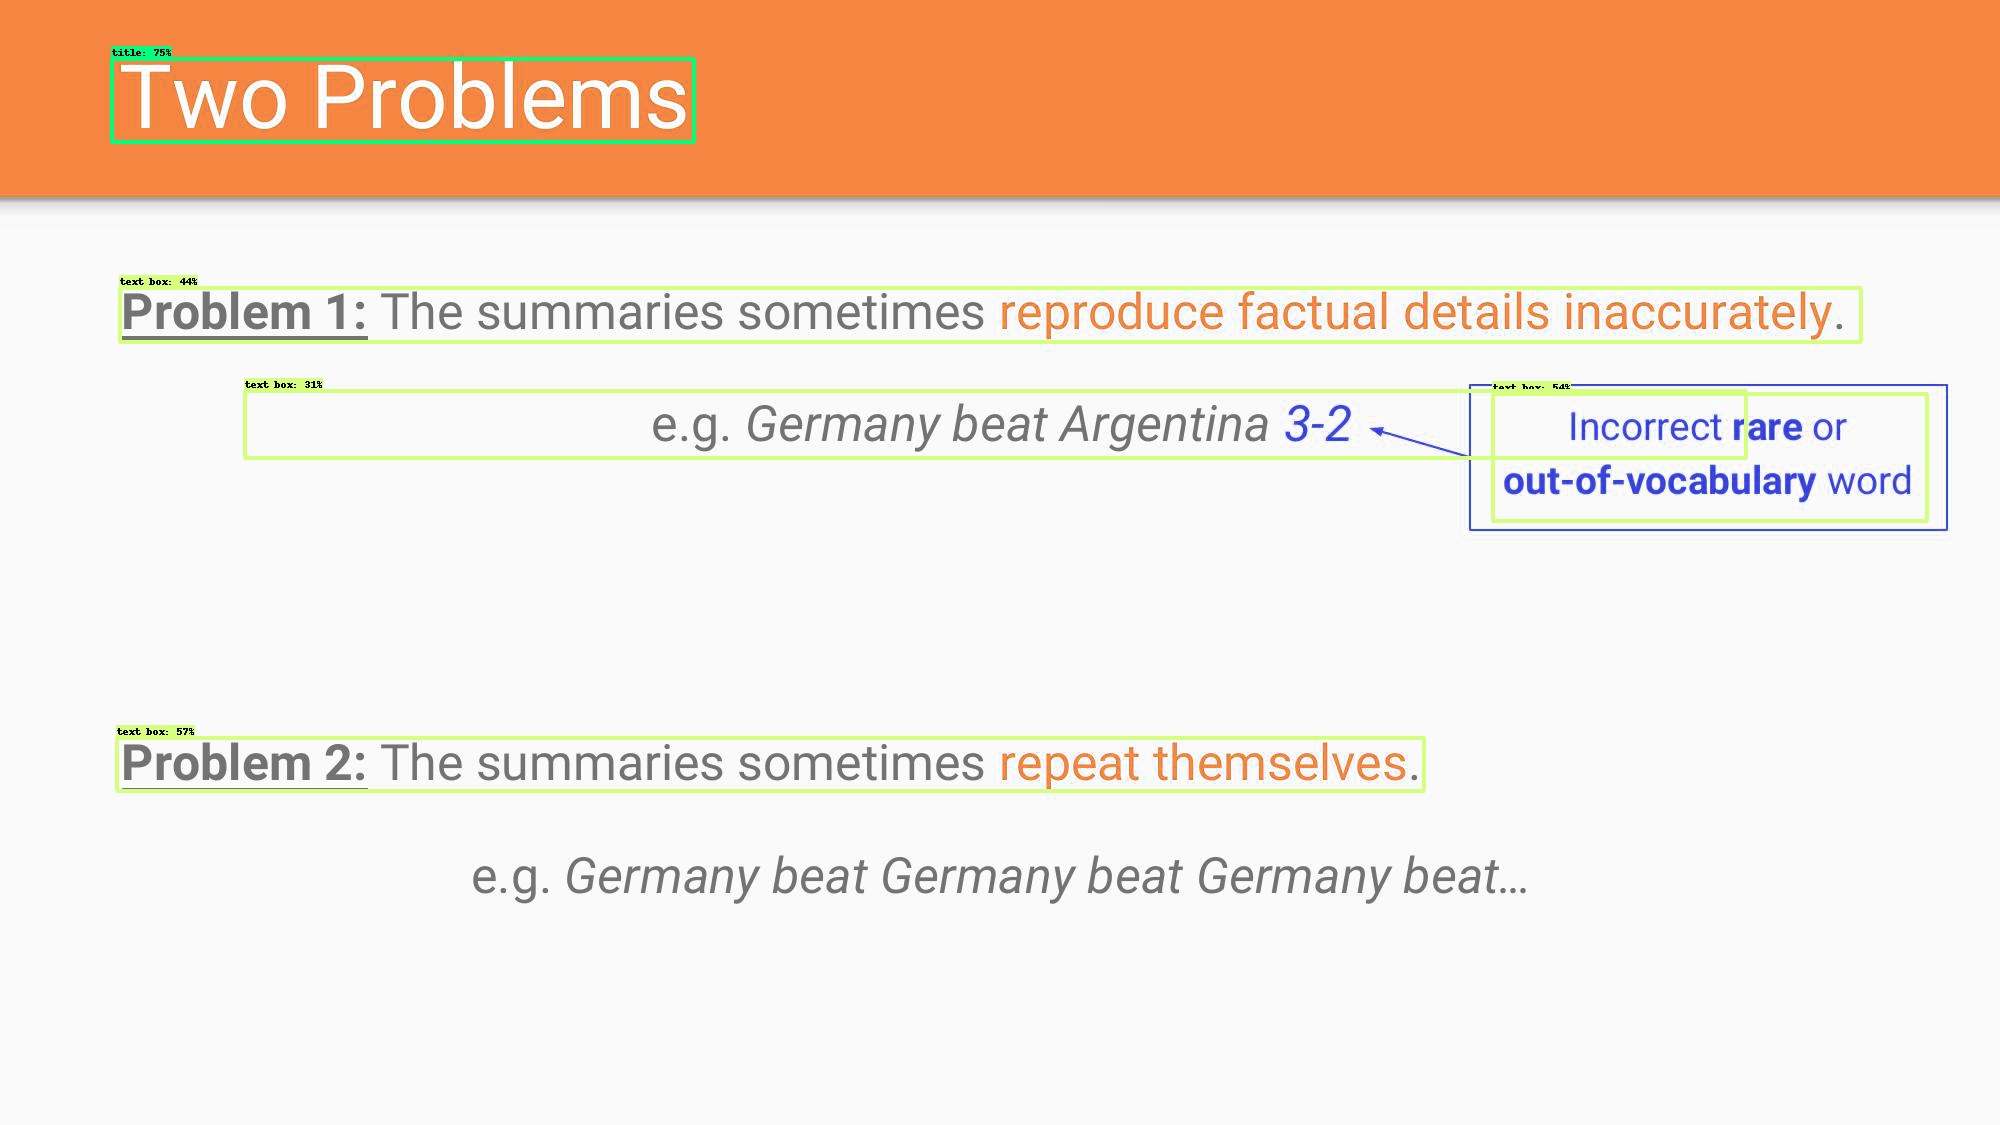 title: 75%
Two Problems
text box: 44%
Problem 1: The summaries sometimes reproduce factual details inaccurately.
text box: 31%
e.g. Germany beat Argentina 3-2
text box: 54%
Incorrect rare or
out-of-vocabulary word
text box: 57%
Problem 2: The summaries sometimes repeat themselves.
e.g. Germany beat Germany beat Germany beat…